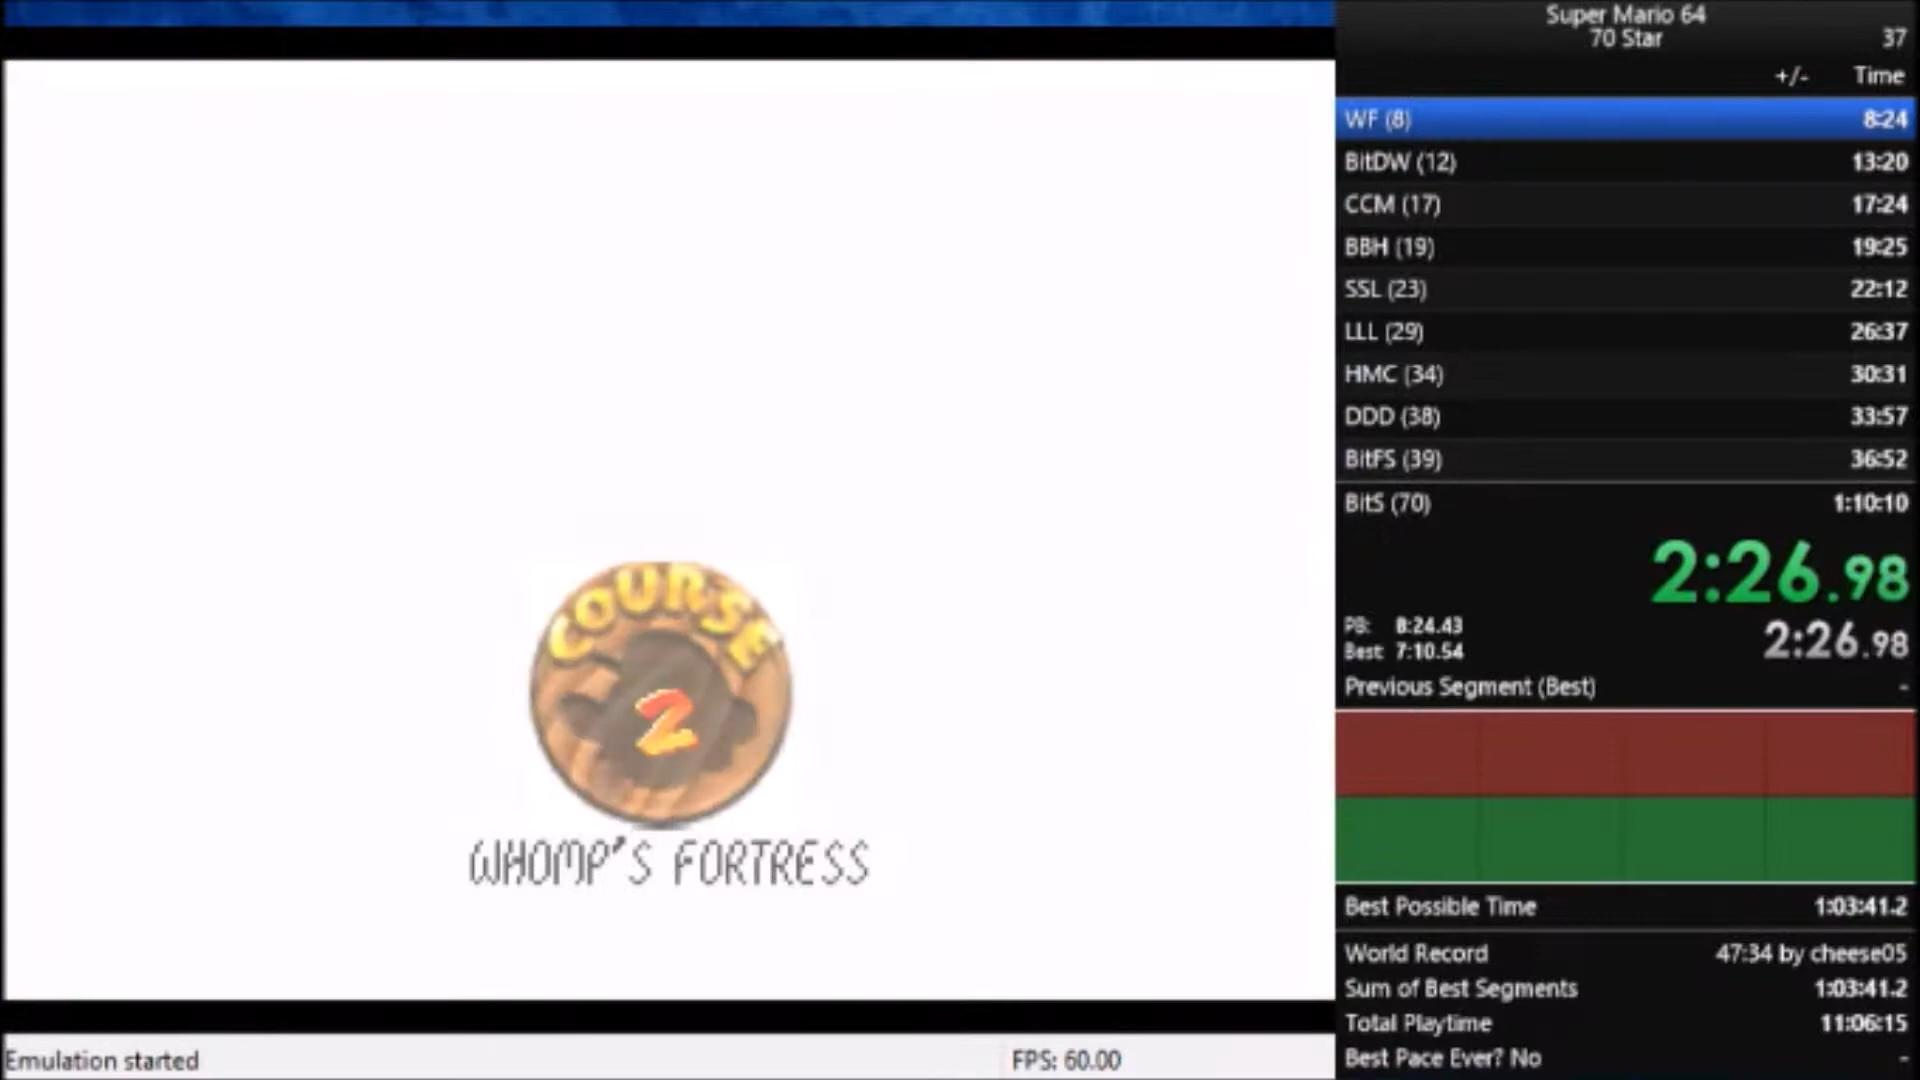 COURSE
2
WHOMP'S FORTRESS
Emulation started
FPS: 60.00
Super Mario 64
70 Star 37
+/- Time
WF (8) 8:24
BitDW (12) 13:20
CCM (17) 17:24
BBH (19) 19:25
SSL (23) 22:12
LLL (29) 26:37
HMC (34) 30:31
DDD (38) 33:57
BitFS (39) 36:52
BitS (70) 1:10:10
2:26.98
PB: 8:24.43
Best: 7:10.54
2:26.98
Previous Segment (Best) -
Best Possible Time 1:03:41.2
World Record 47:34 by cheese05
Sum of Best Segments 1:03:41.2
Total Playtime 11:06:15
Best Pace Ever? No -